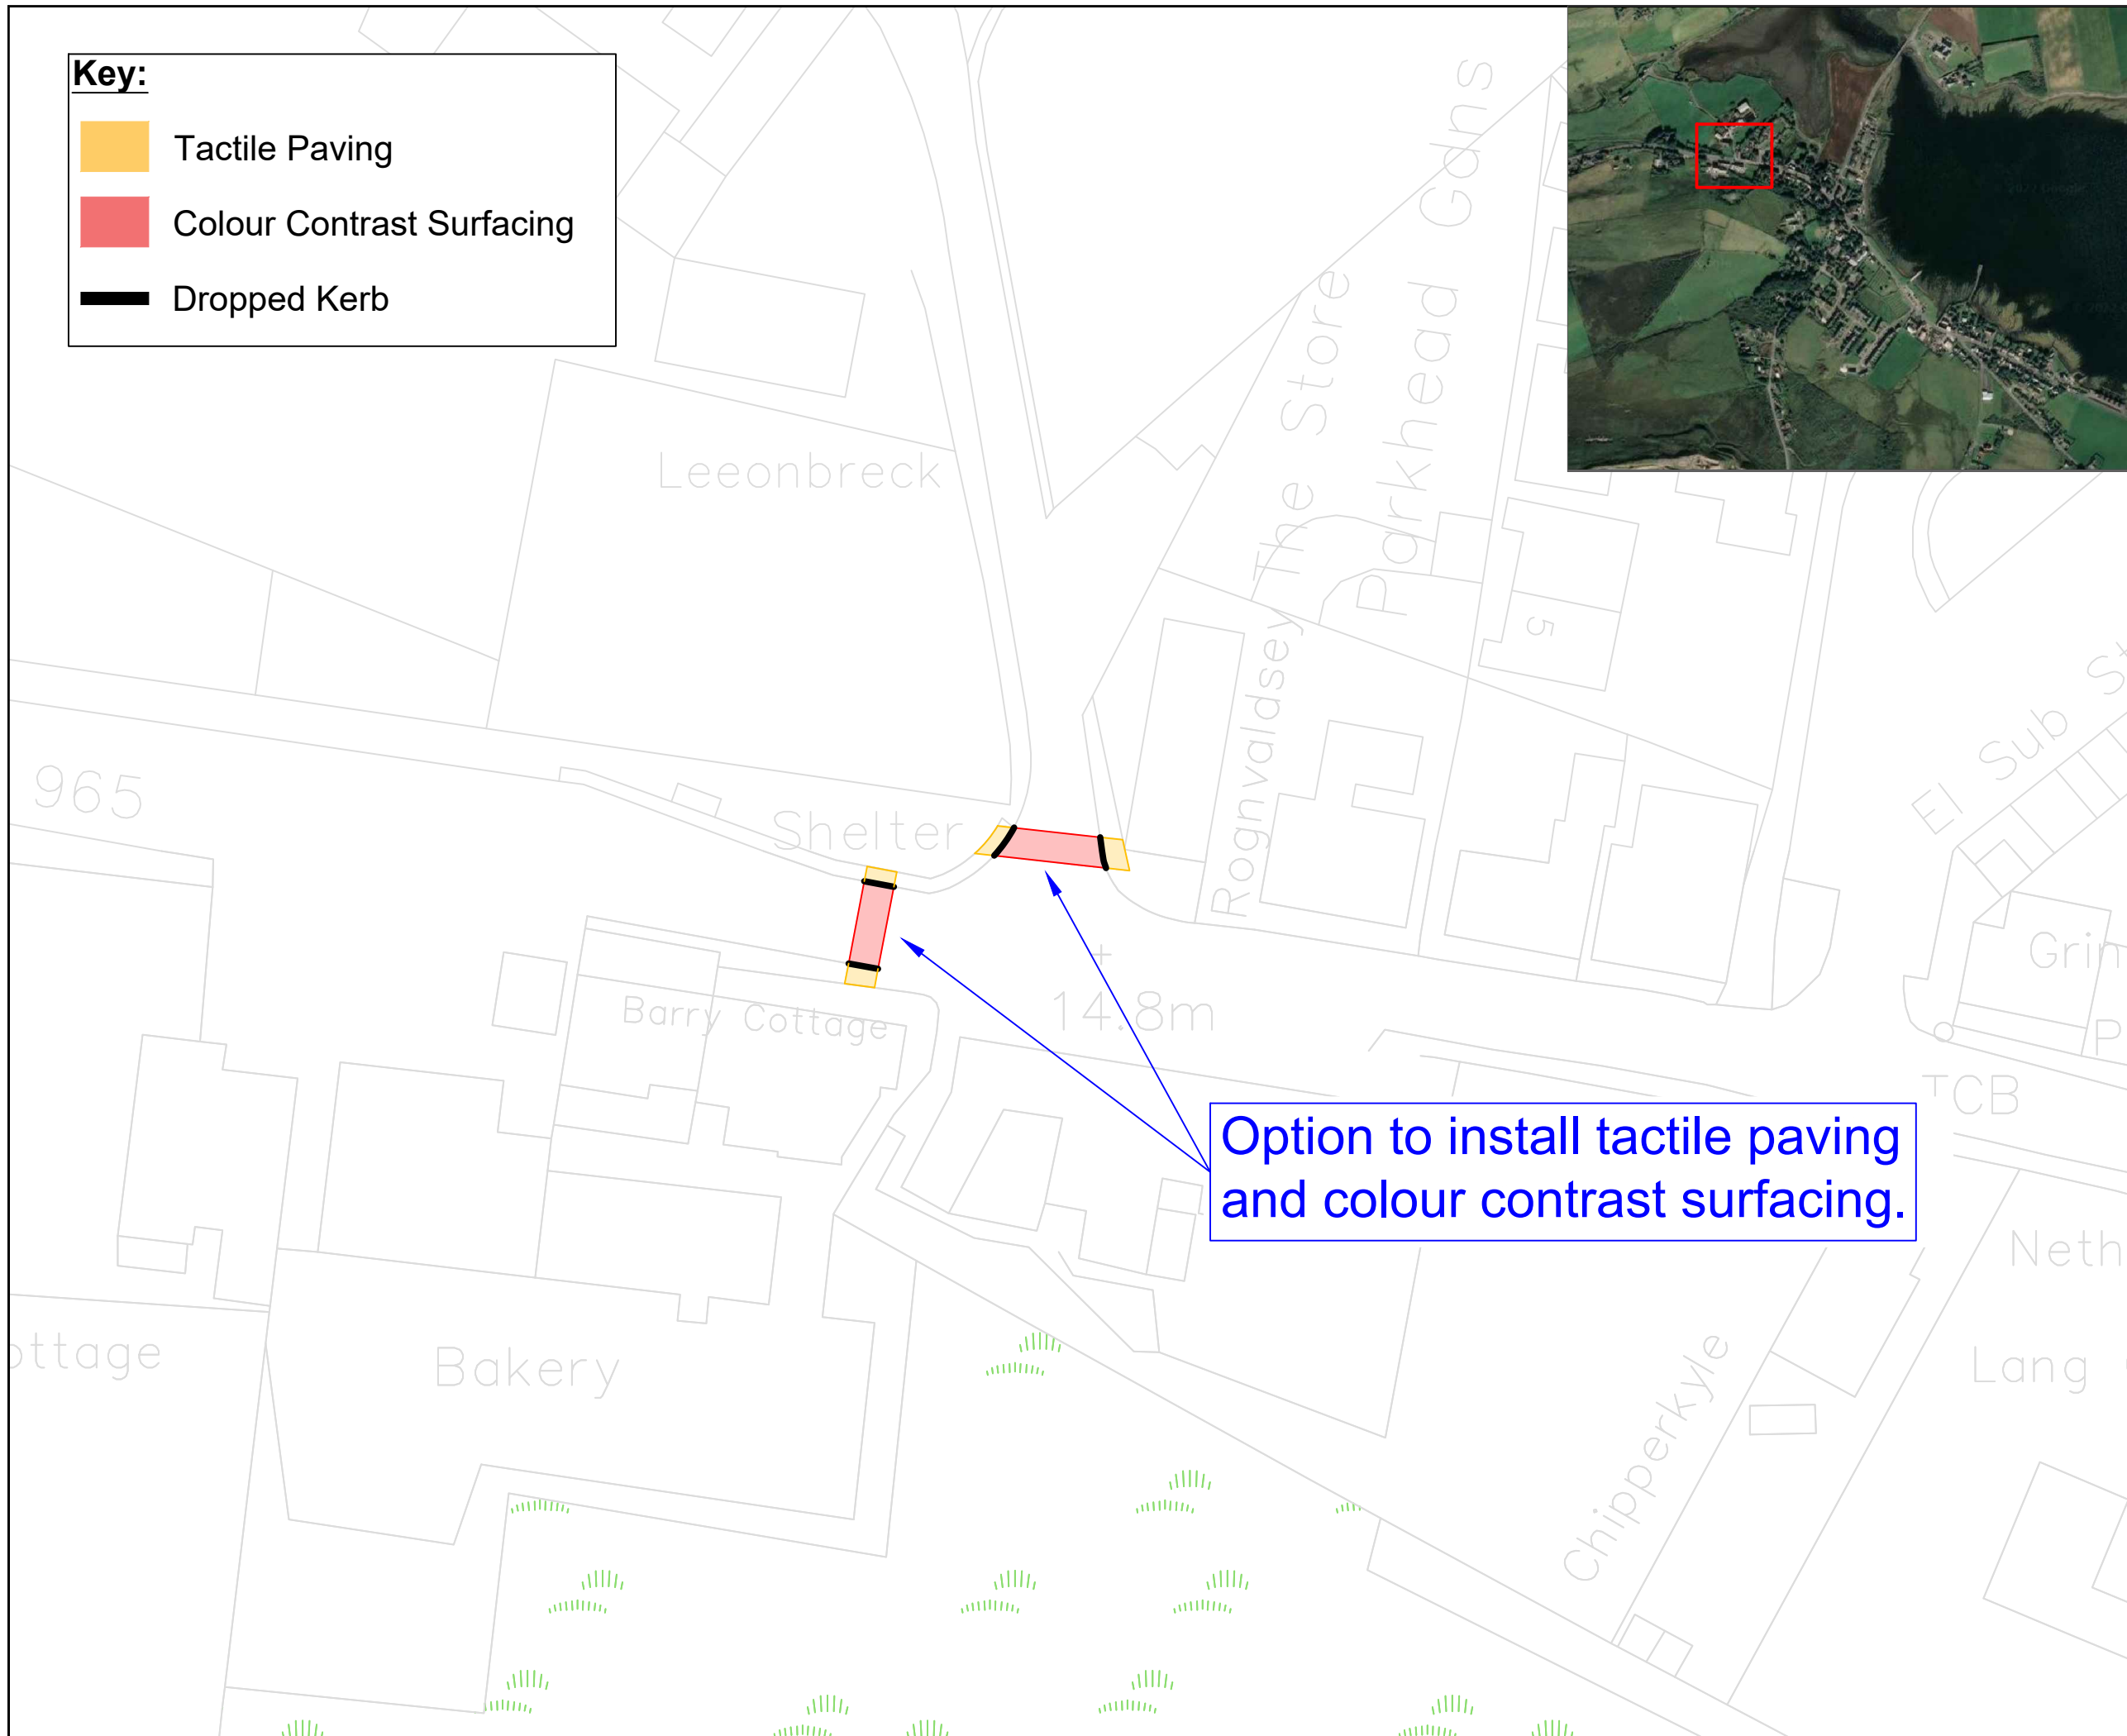 Key:
Tactile Paving
Colour Contrast Surfacing
Dropped Kerb
Leeonbreck
The Store
Parkhead Gdns
Rognvaldsey
5
El Sub St
965
Shelter
Barry Cottage
14.8m
Grin
P
TCB
Option to install tactile paving
and colour contrast surfacing.
Neth
Lang
ottage
Bakery
Chipperkyle